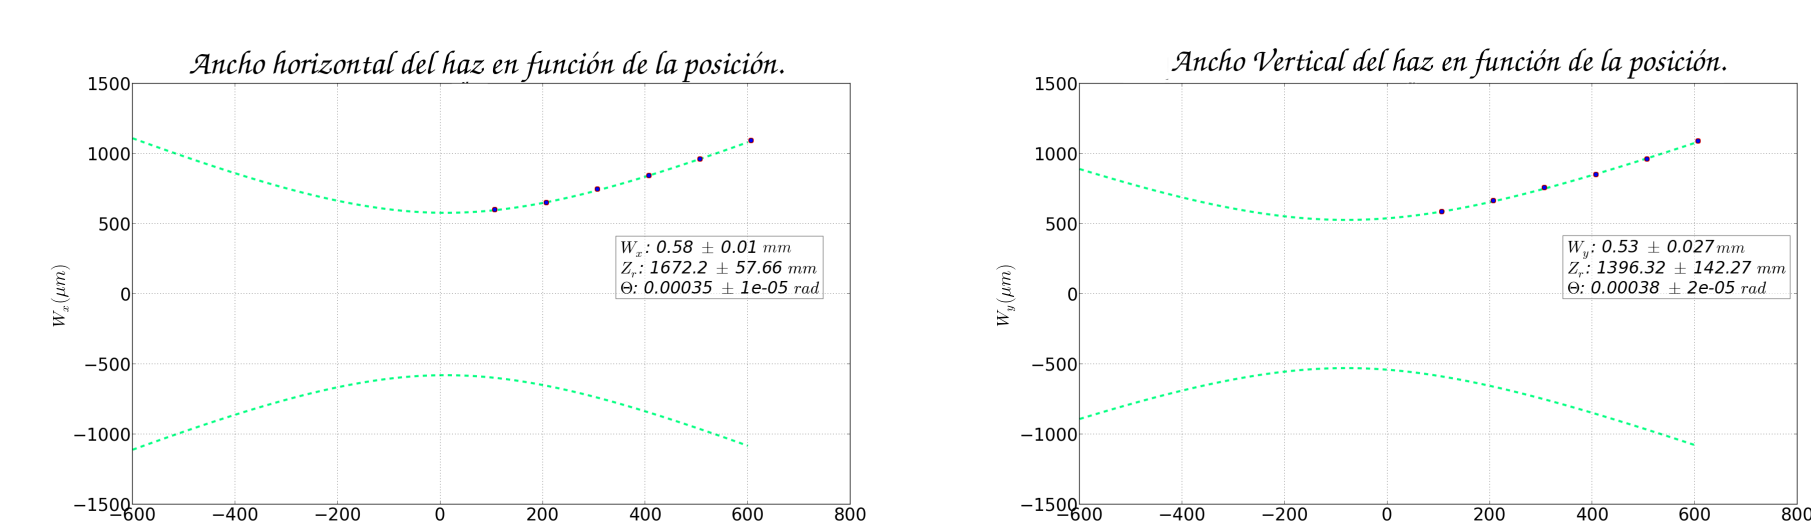 Ancho horizontal del haz en función de la posición.
1500
1000
500
0
−500
−1000
−1500
W_x(μm)
W_x: 0.58 ± 0.01 mm
Z_r: 1672.2 ± 57.66 mm
Θ: 0.00035 ± 1e-05 rad
−600 −400 −200 0 200 400 600 800
Ancho Vertical del haz en función de la posición.
1500
1000
500
0
−500
−1000
−1500
W_y(μm)
W_y: 0.53 ± 0.027mm
Z_r: 1396.32 ± 142.27 mm
Θ: 0.00038 ± 2e-05 rad
−600 −400 −200 0 200 400 600 800